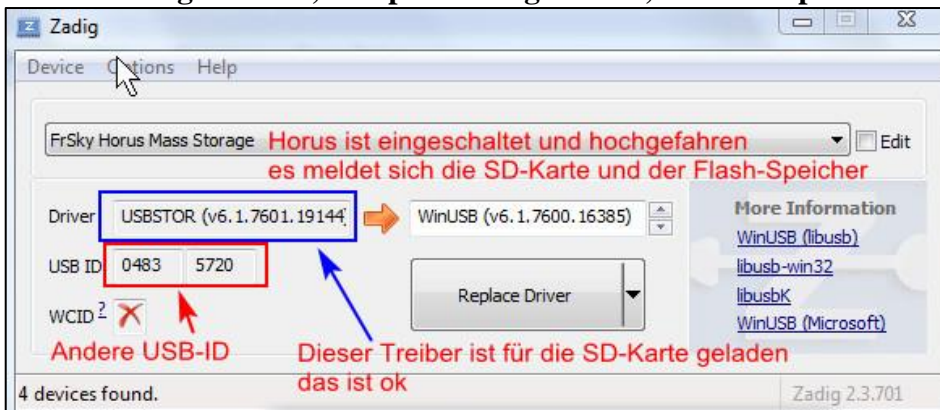 Zadig
Device Options Help
FrSky Horus Mass Storage
Horus ist eingeschaltet und hochgefahren
Edit
es meldet sich die SD-Karte und der Flash-Speicher
Driver USBSTOR (v6.1.7601.19144) WinUSB (v6.1.7600.16385)
More Information
WinUSB (libusb)
USB ID 0483 5720
libusb-win32
Replace Driver
libusbK
WCID ?
WinUSB (Microsoft)
Andere USB-ID
Dieser Treiber ist für die SD-Karte geladen
das ist ok
4 devices found.
Zadig 2.3.701